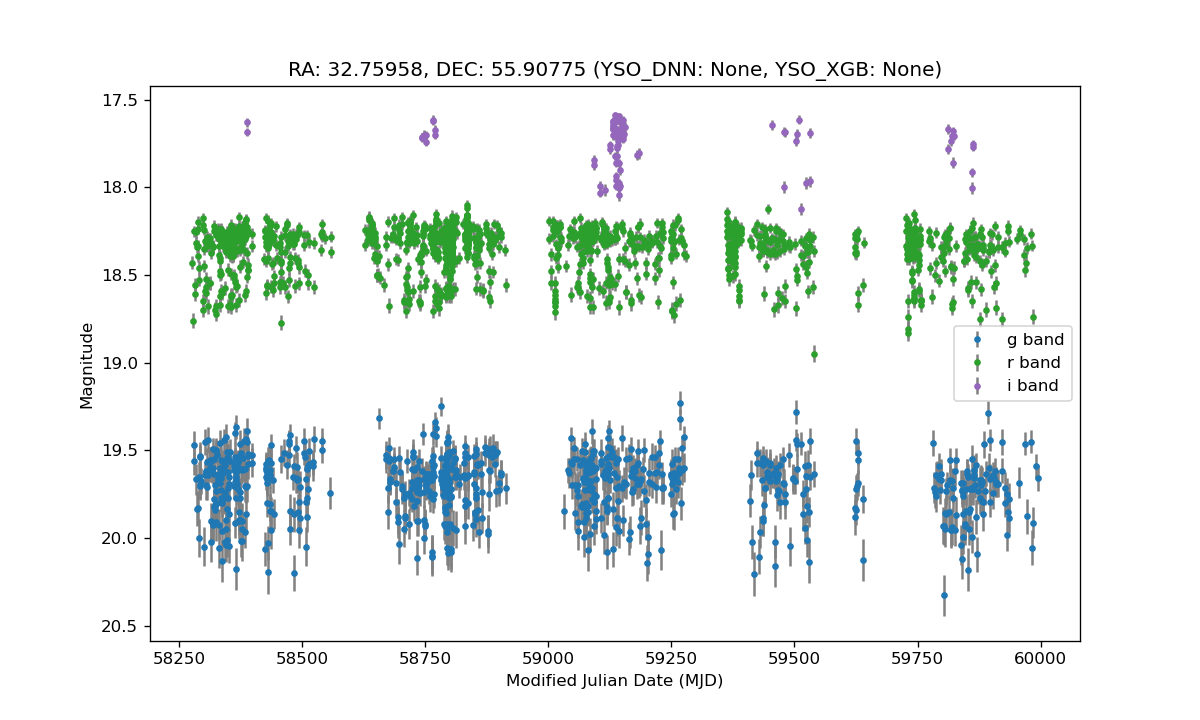 RA: 32.75958, DEC: 55.90775 (YSO_DNN: None, YSO_XGB: None)
17.5
18.0
18.5
19.0
19.5
20.0
20.5
Magnitude
g band
r band
i band
58250
58500
58750
59000
59250
59500
59750
60000
Modified Julian Date (MJD)